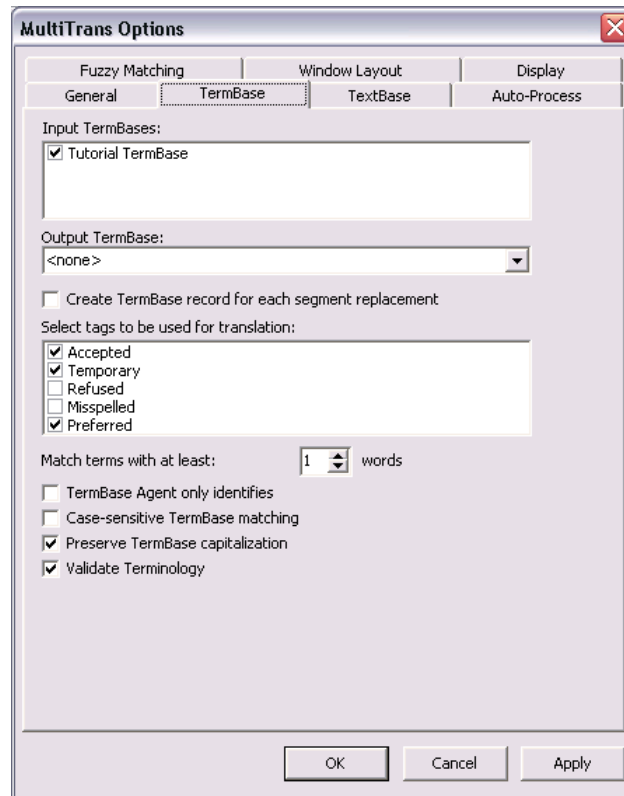 MultiTrans Options
Fuzzy Matching Window Layout Display
General TermBase TextBase Auto-Process
Input TermBases:
Tutorial TermBase
Output TermBase:
<none>
Create TermBase record for each segment replacement
Select tags to be used for translation:
Accepted
Temporary
Refused
Misspelled
Preferred
Match terms with at least: 1 words
TermBase Agent only identifies
Case-sensitive TermBase matching
Preserve TermBase capitalization
Validate Terminology
OK Cancel Apply